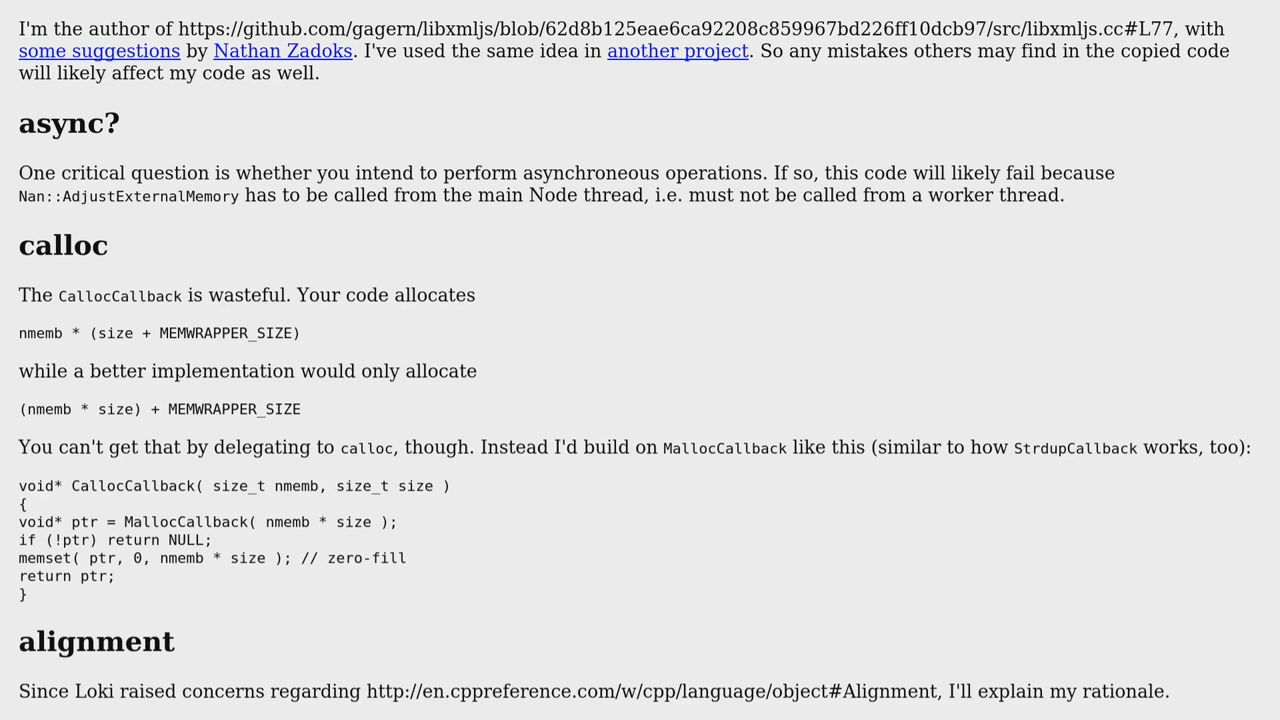 I'm the author of https://github.com/gagern/libxmljs/blob/62d8b125eae6ca92208c859967bd226ff10dcb97/src/libxmljs.cc#L77, with
some suggestions by Nathan Zadoks. I've used the same idea in another project. So any mistakes others may find in the copied code
will likely affect my code as well.
async?
One critical question is whether you intend to perform asynchroneous operations. If so, this code will likely fail because
Nan::AdjustExternalMemory has to be called from the main Node thread, i.e. must not be called from a worker thread.
calloc
The CallocCallback is wasteful. Your code allocates
nmemb * (size + MEMWRAPPER_SIZE)
while a better implementation would only allocate
(nmemb * size) + MEMWRAPPER_SIZE
You can't get that by delegating to calloc, though. Instead I'd build on MallocCallback like this (similar to how StrdupCallback works, too):
void* CallocCallback( size_t nmemb, size_t size )
{
void* ptr = MallocCallback( nmemb * size );
if (!ptr) return NULL;
memset( ptr, 0, nmemb * size ); // zero-fill
return ptr;
}
alignment
Since Loki raised concerns regarding http://en.cppreference.com/w/cpp/language/object#Alignment, I'll explain my rationale.